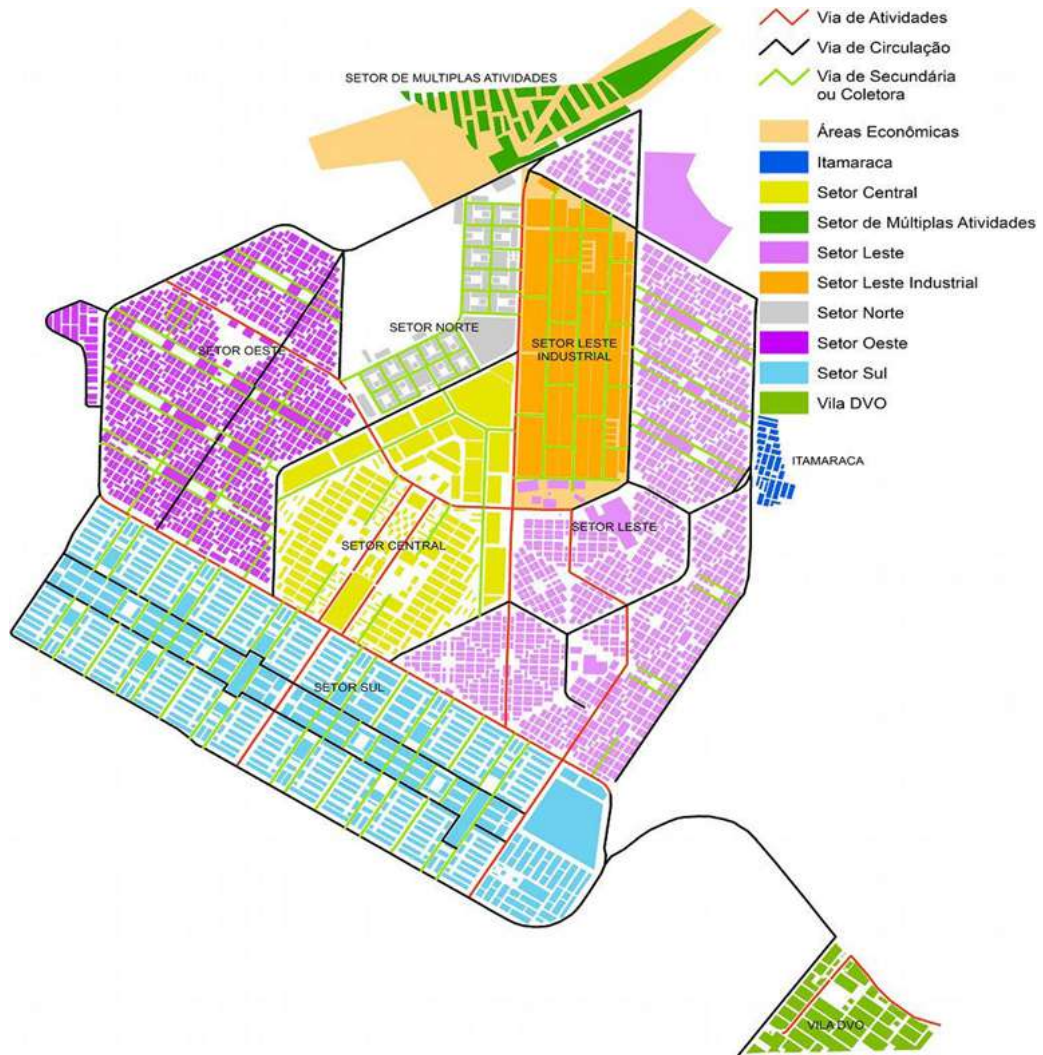 Via de Atividades
Via de Circulação
Via de Secundária
ou Coletora
Áreas Econômicas
Itamaraca
Setor Central
Setor de Múltiplas Atividades
Setor Leste
Setor Leste Industrial
Setor Norte
Setor Oeste
Setor Sul
Vila DVO
SETOR DE MULTIPLAS ATIVIDADES
SETOR NORTE
SETOR OESTE
SETOR LESTE
INDUSTRIAL
ITAMARACA
SETOR LESTE
SETOR CENTRAL
SETOR SUL
VILA DVO